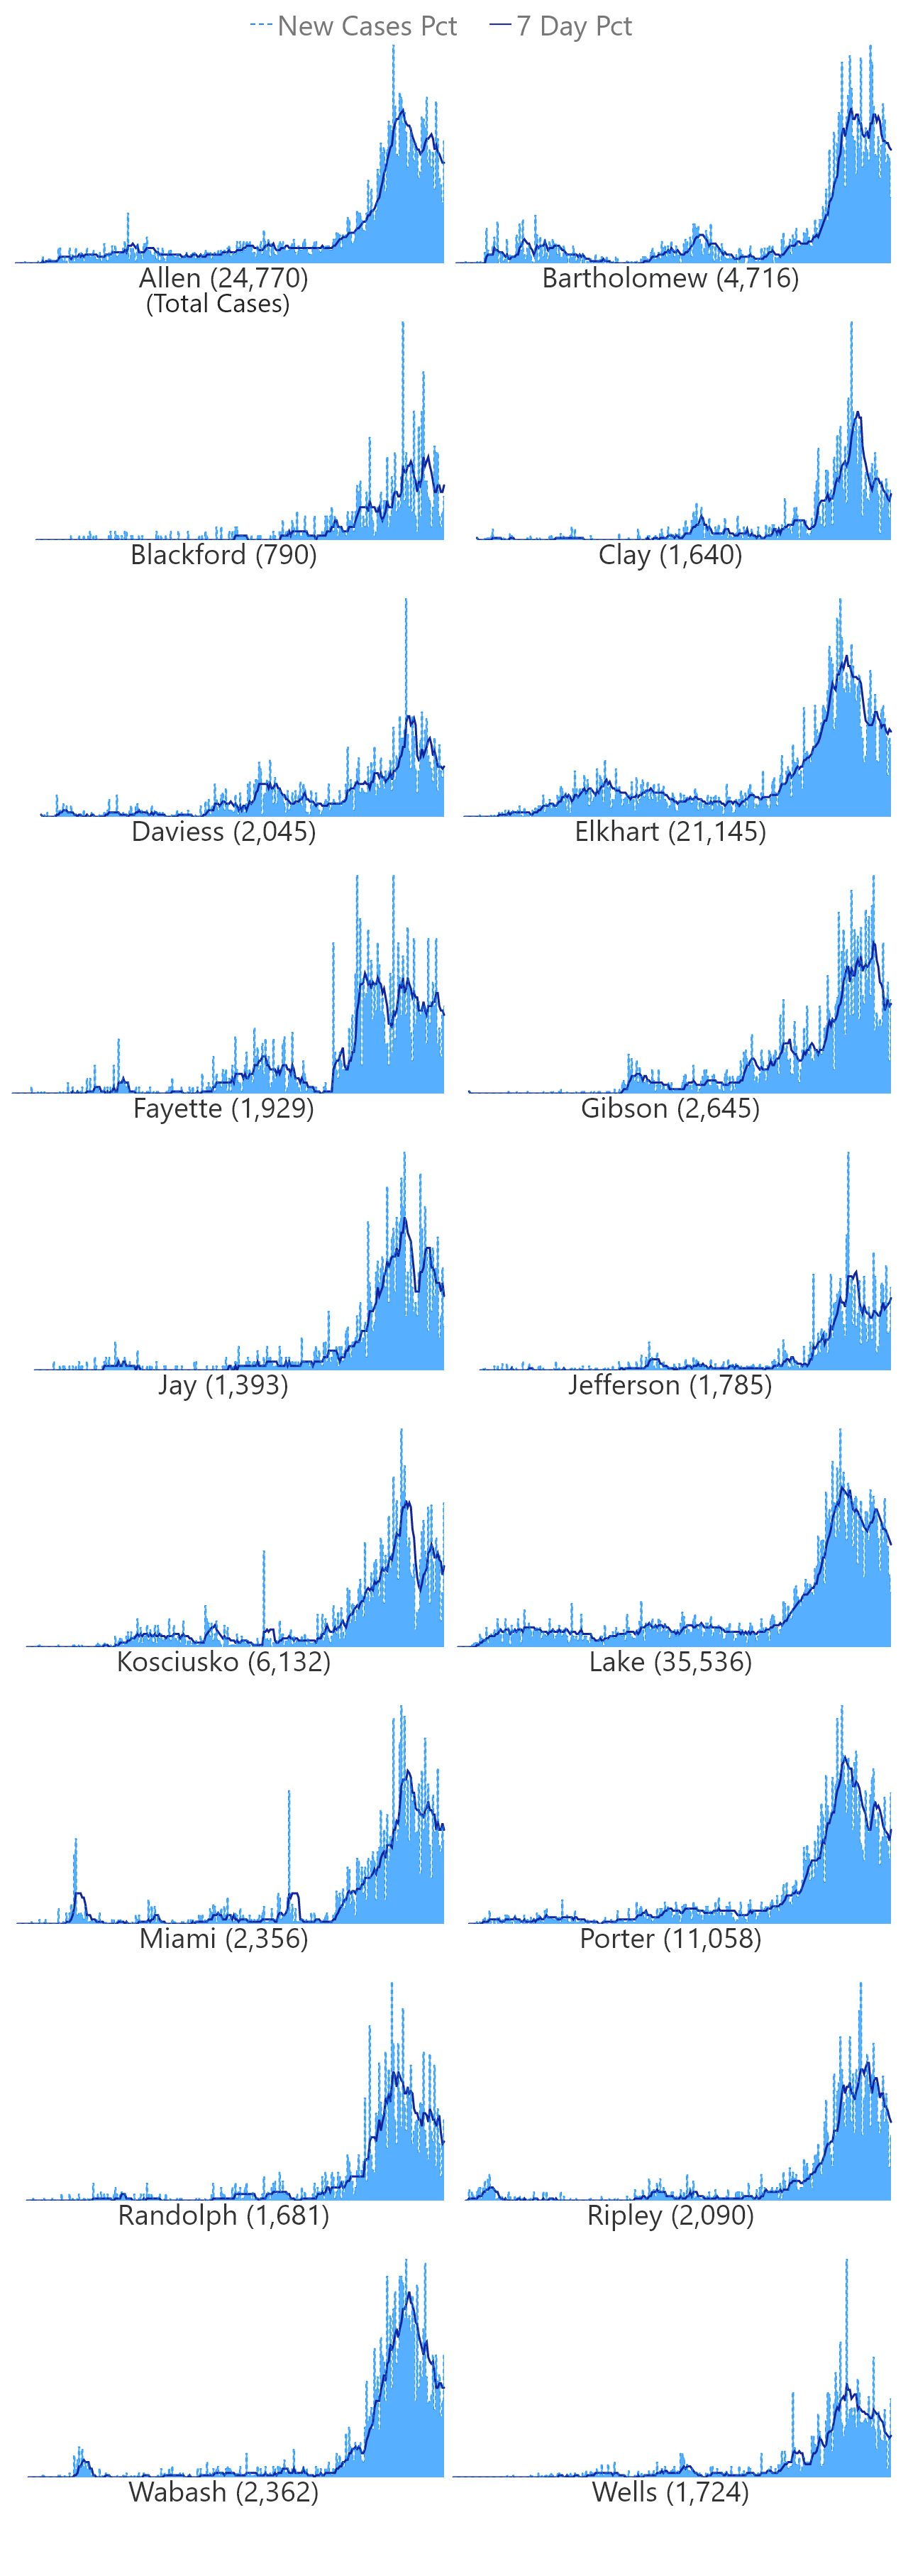 New Cases Pct 7 Day Pct
Allen (24,770) Bartholomew (4,716)
(Total Cases)
Blackford (790) Clay (1,640)
Daviess (2,045) Elkhart (21,145)
Fayette (1,929) Gibson (2,645)
Jay (1,393) Jefferson (1,785)
Kosciusko (6,132) Lake (35,536)
Miami (2,356) Porter (11,058)
Randolph (1,681) Ripley (2,090)
Wabash (2,362) Wells (1,724)